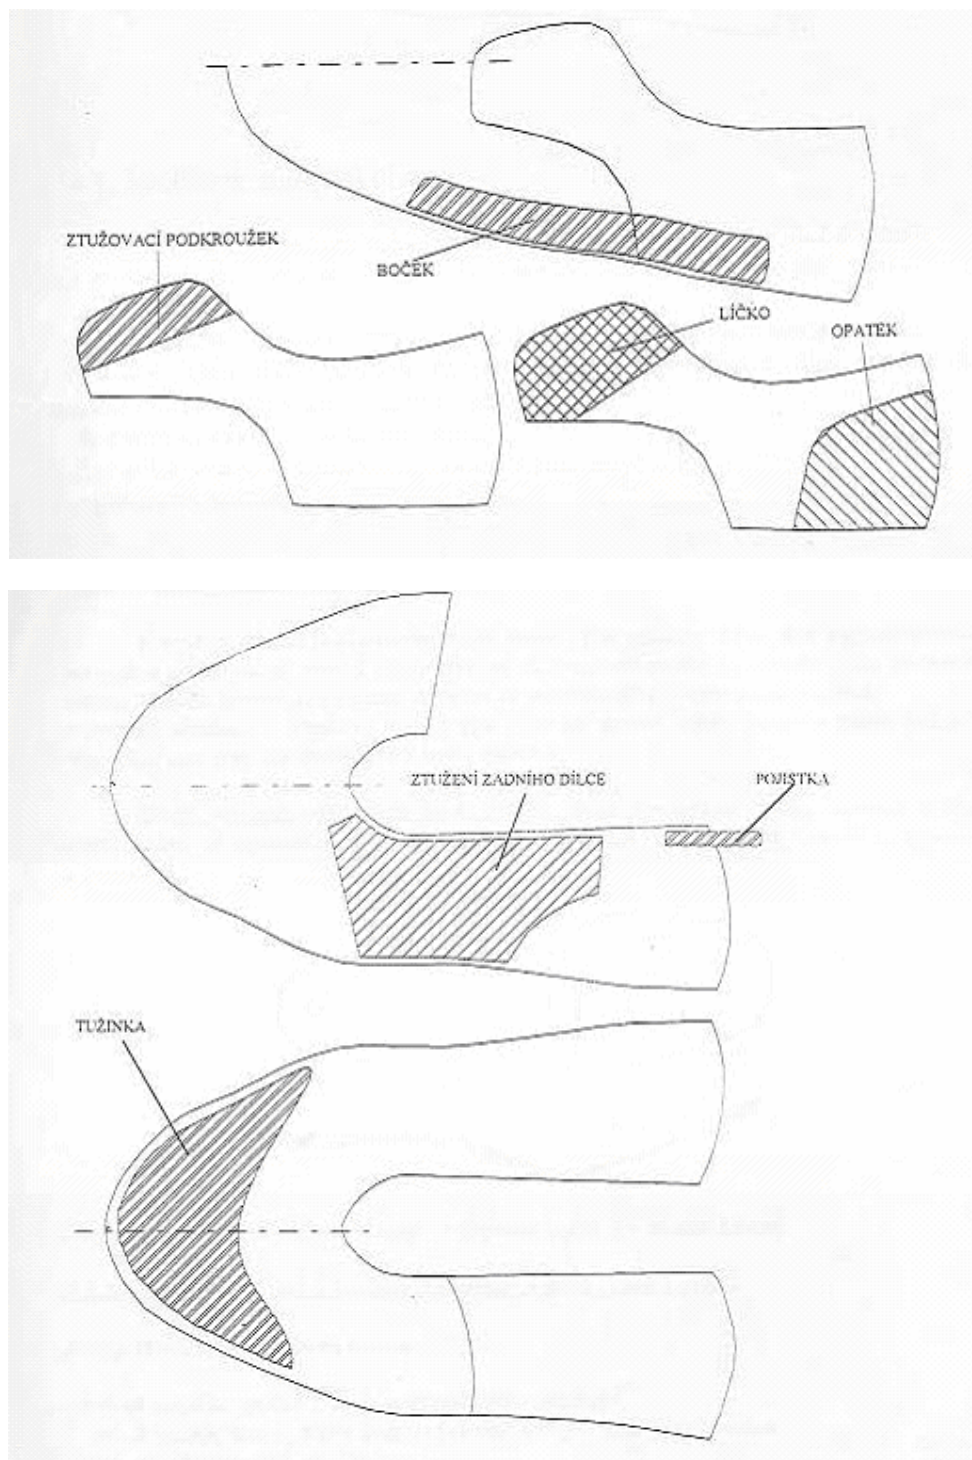 ZTUŽOVACÍ PODKROUŽEK
BOČEK
LÍČKO
OPATEK
ZTUŽENÍ ZADNÍHO DÍLCE
POJISTKA
TUŽINKA